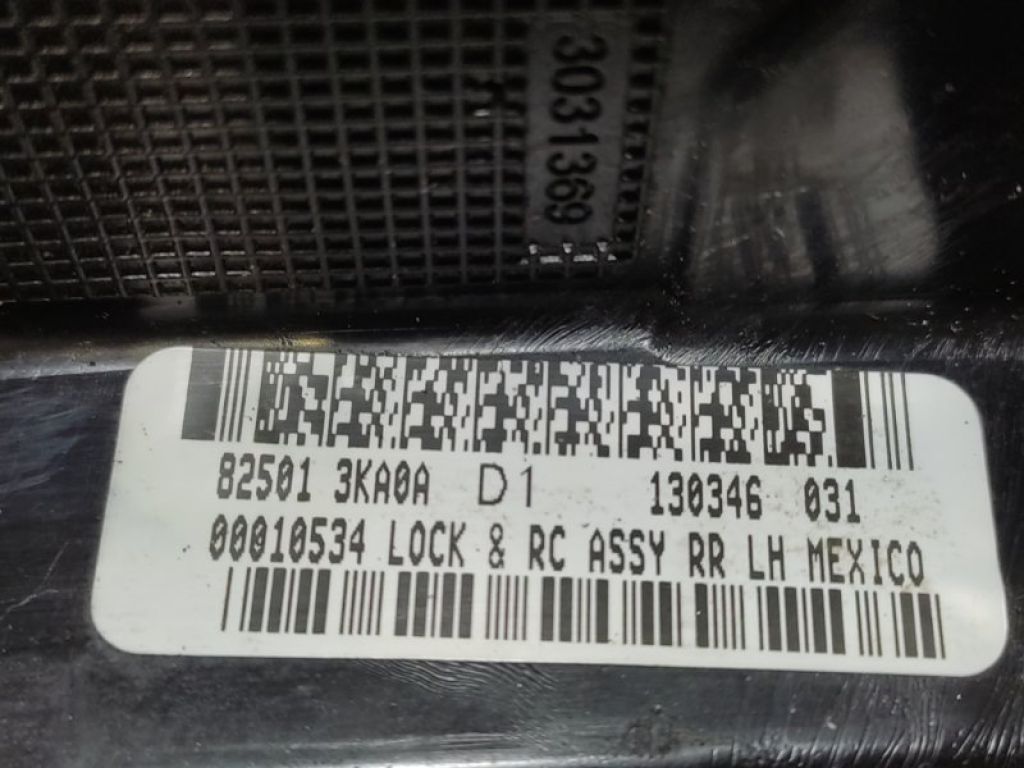 3031369
82501 3KA0A D1 130346 031
00010534 LOCK & RC ASSY RR LH MEXICO